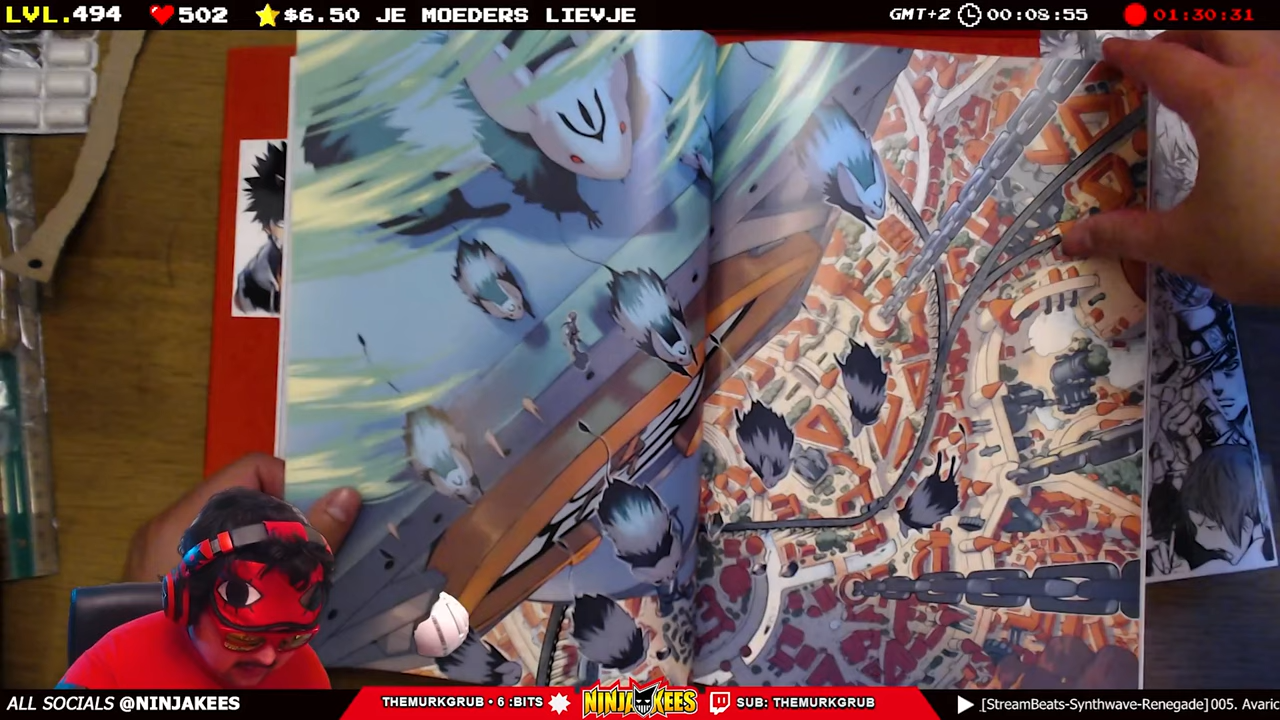 LVL.494 502 $6.50 JE MOEDERS LIEVJE GMT+2 00:08:55 01:30:31
ALL SOCIALS @NINJAKEES THEMURKGRUB • 6 :BITS NINJAKEES SUB: THEMURKGRUB [StreamBeats-Synthwave-Renegade] 005. Avaric